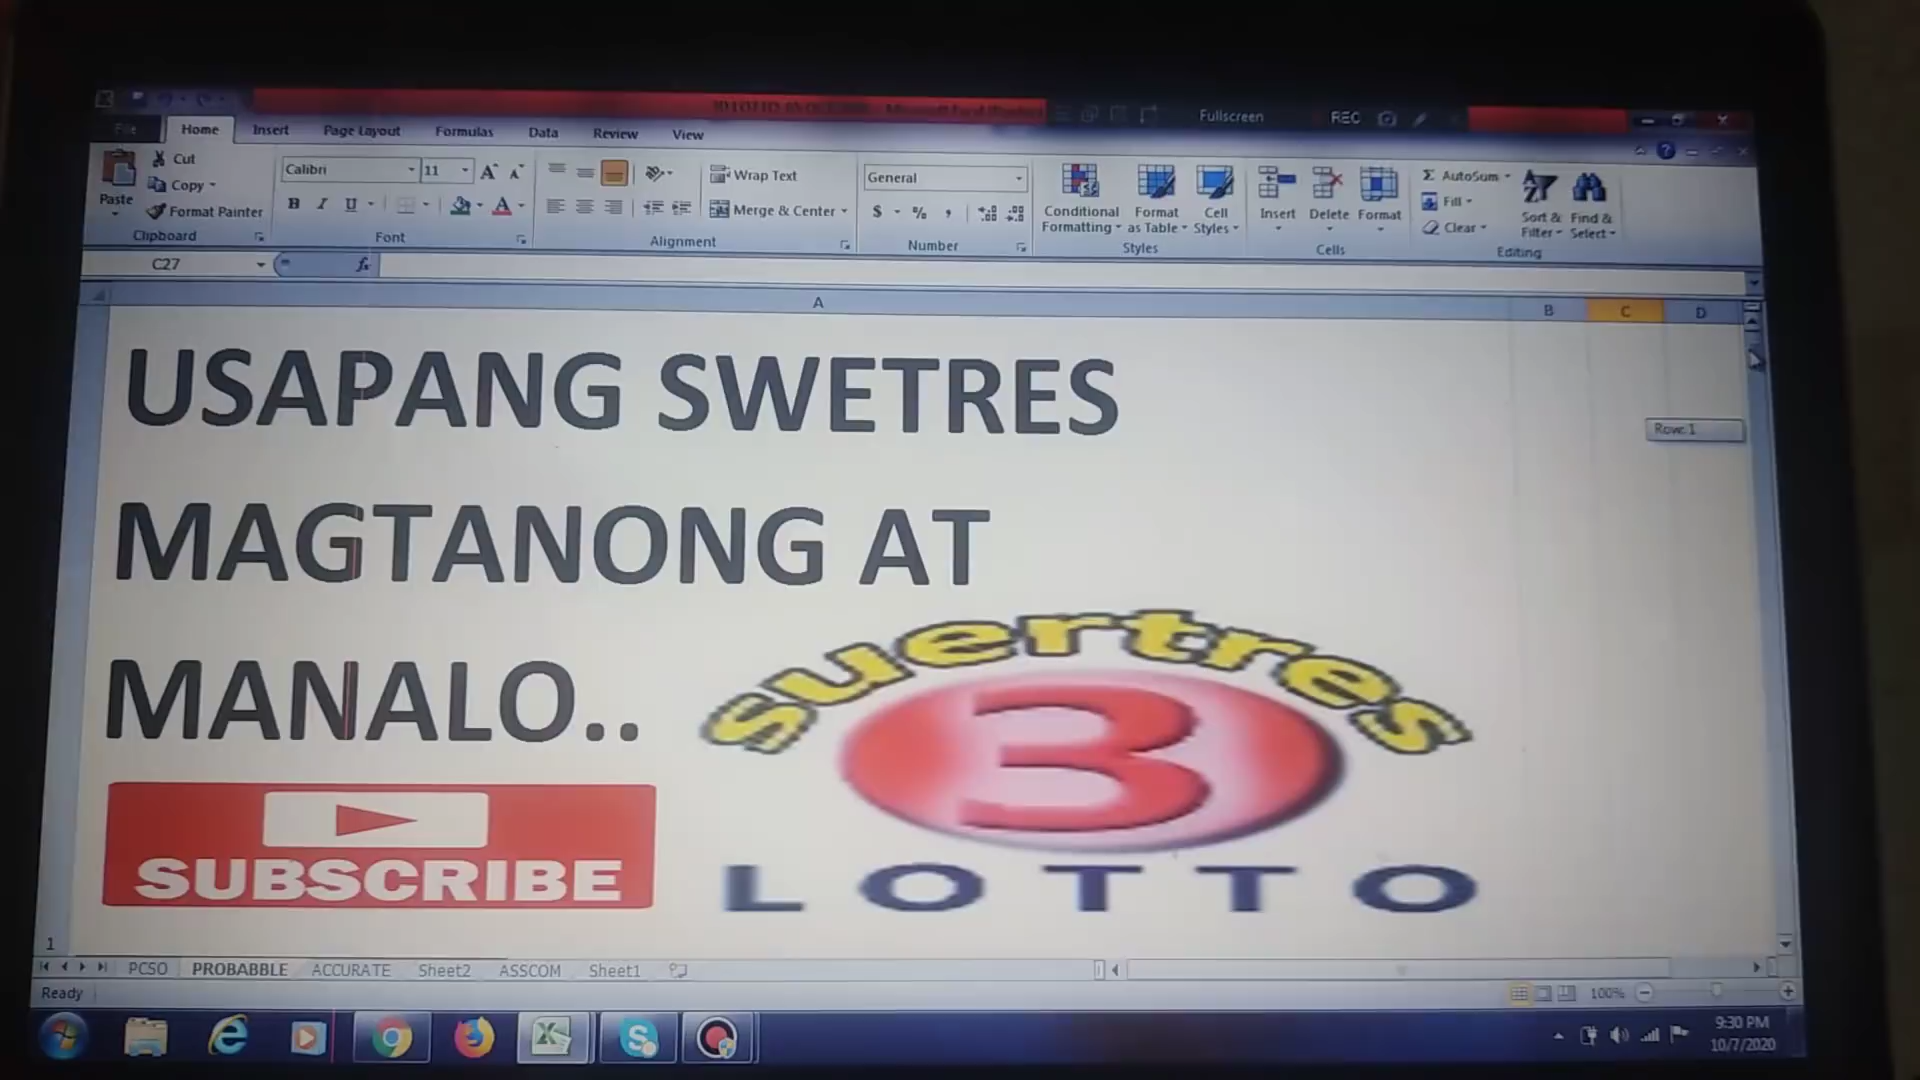 Fullscreen
REC
File Home Insert Page Layout Formulas Data Review View
Paste
Cut
Copy
Format Painter
Clipboard
Calibri 11
B I U
Font
Wrap Text
Merge & Center
Alignment
General
$ % ,
Number
Conditional Formatting
Format as Table
Cell Styles
Styles
Insert
Delete
Format
Cells
Σ AutoSum
Fill
Clear
Sort & Filter
Find & Select
Editing
C27
fx
A B C D
USAPANG SWETRES
MAGTANONG AT
MANALO..
Row: 1
suertres
3
LOTTO
SUBSCRIBE
1
PCSO PROBABBLE ACCURATE Sheet2 ASSCOM Sheet1
Ready
100%
9:30 PM
10/7/2020